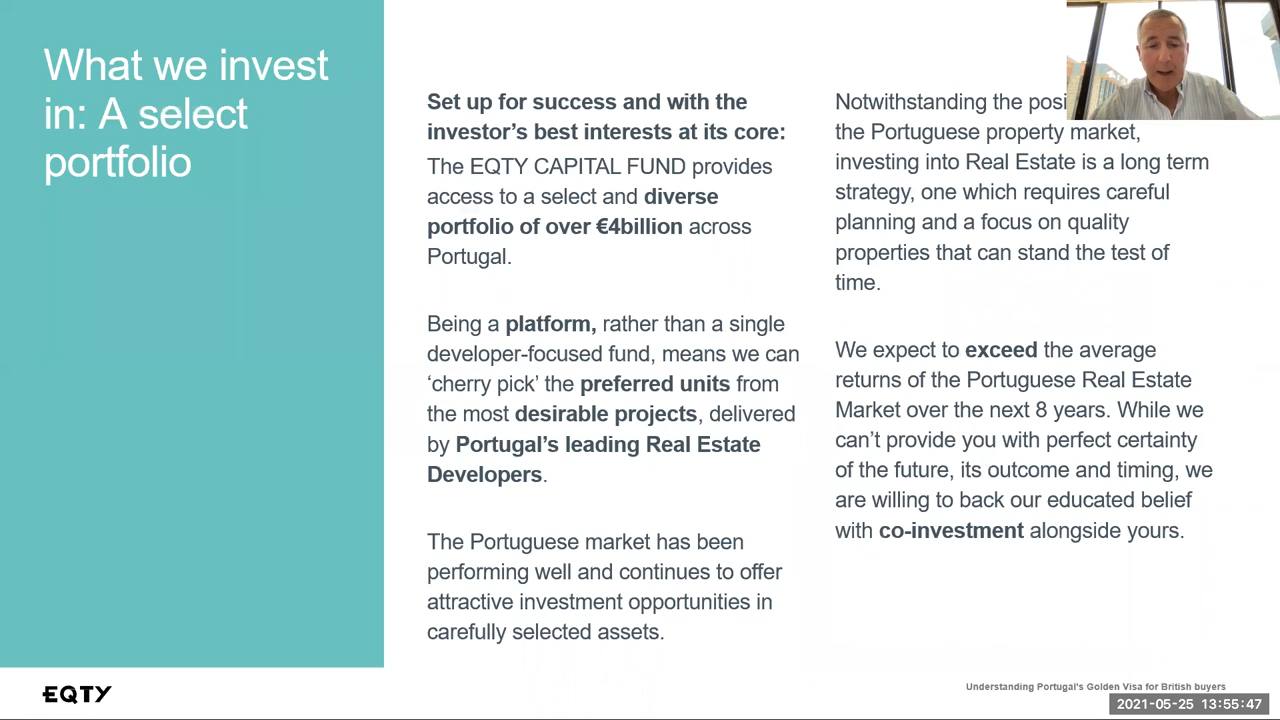 What we invest
in: A select
portfolio
Set up for success and with the
investor's best interests at its core:
The EQTY CAPITAL FUND provides
access to a select and diverse
portfolio of over €4billion across
Portugal.
Being a platform, rather than a single
developer-focused fund, means we can
‘cherry pick’ the preferred units from
the most desirable projects, delivered
by Portugal’s leading Real Estate
Developers.
The Portuguese market has been
performing well and continues to offer
attractive investment opportunities in
carefully selected assets.
Notwithstanding the
the Portuguese property market,
investing into Real Estate is a long term
strategy, one which requires careful
planning and a focus on quality
properties that can stand the test of
time.
We expect to exceed the average
returns of the Portuguese Real Estate
Market over the next 8 years. While we
can’t provide you with perfect certainty
of the future, its outcome and timing, we
are willing to back our educated belief
with co-investment alongside yours.
EQTY
Understanding Portugal's Golden Visa for British buyers
2021-05-25 13:55:47